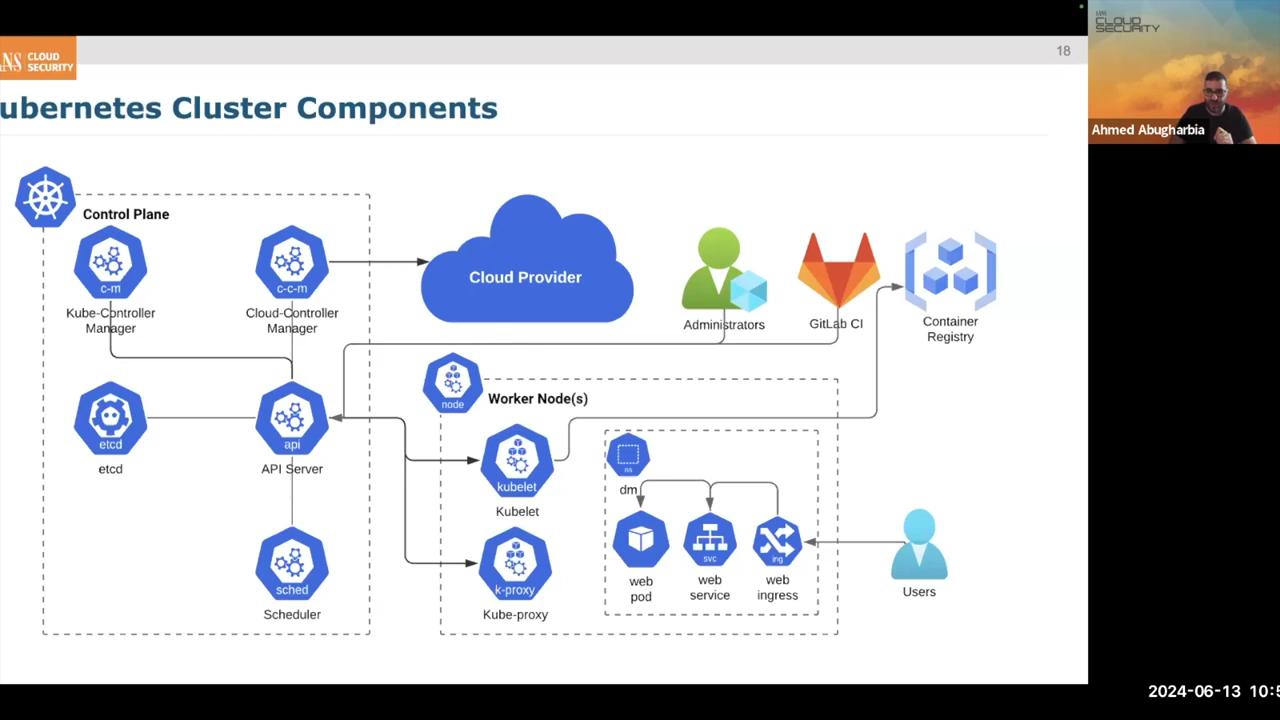 CLOUD
SECURITY
18
CLOUD
SECURITY
Ahmed Abugharbia
ubernetes Cluster Components
Control Plane
c-m
Kube-Controller
Manager
c-c-m
Cloud-Controller
Manager
Cloud Provider
Administrators
GitLab CI
Container
Registry
etcd
etcd
api
API Server
node
Worker Node(s)
kubelet
Kubelet
ns
dm
sched
Scheduler
k-proxy
Kube-proxy
web
pod
svc
web
service
ing
web
ingress
Users
2024-06-13 10:5